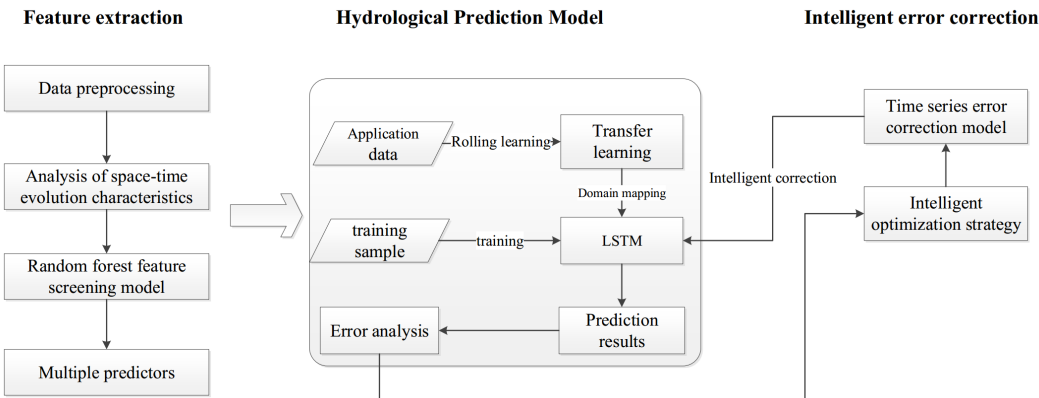 Feature extraction
Hydrological Prediction Model
Intelligent error correction
Data preprocessing
Analysis of space-time
evolution characteristics
Random forest feature
screening model
Multiple predictors
Application
data
Rolling learning
Transfer
learning
Domain mapping
training
sample
training
LSTM
Prediction
results
Error analysis
Intelligent correction
Time series error
correction model
Intelligent
optimization strategy